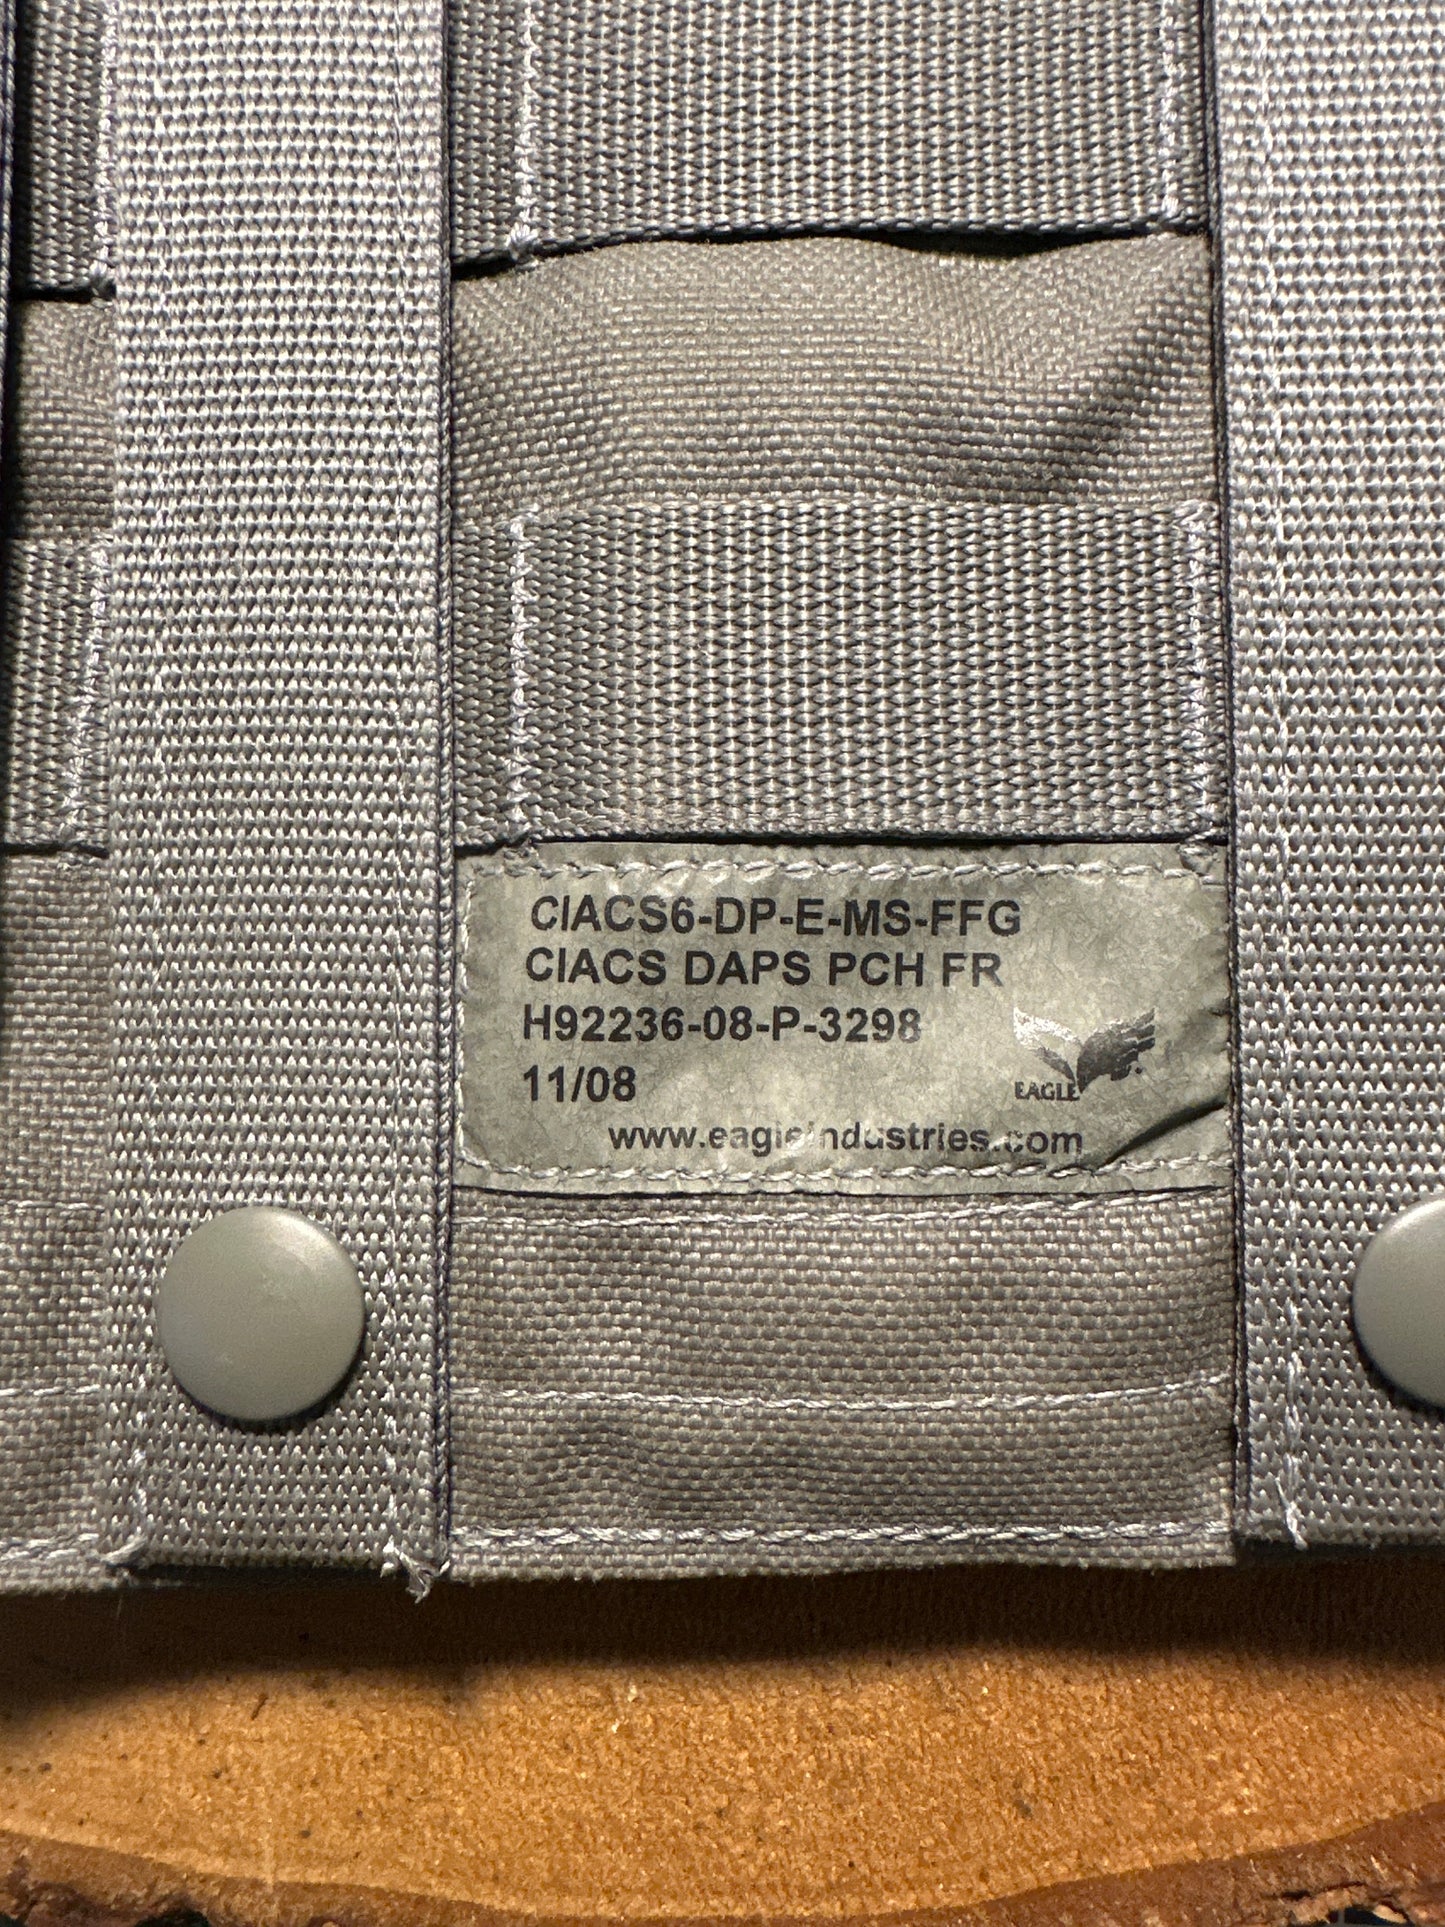 CIACS6-DP-E-MS-FFG
CIACS DAPS PCH FR
H92236-08-P-3298
11/08
EAGLE
www.eagleindustries.com